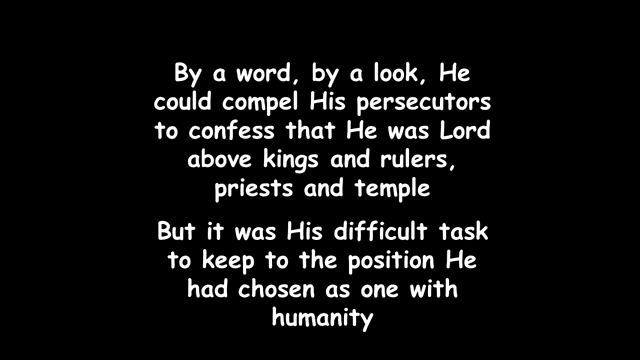 By a word, by a look, He
could compel His persecutors
to confess that He was Lord
above kings and rulers,
priests and temple
But it was His difficult task
to keep to the position He
had chosen as one with
humanity